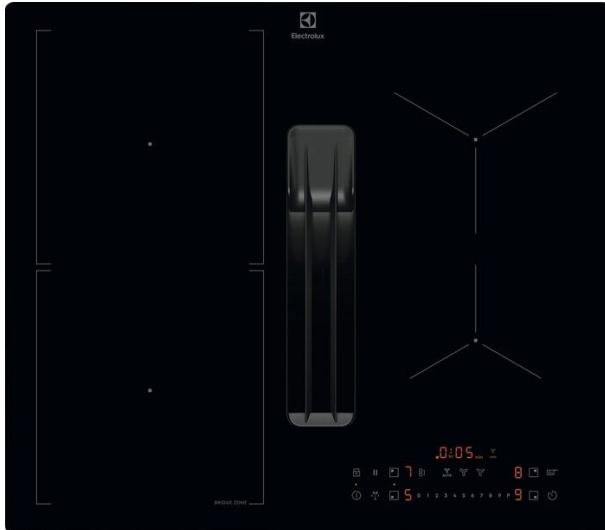 Electrolux
.0:05 min
7 8
5 0 1 2 3 4 5 6 7 8 9 P 9
BRIDGE ZONE